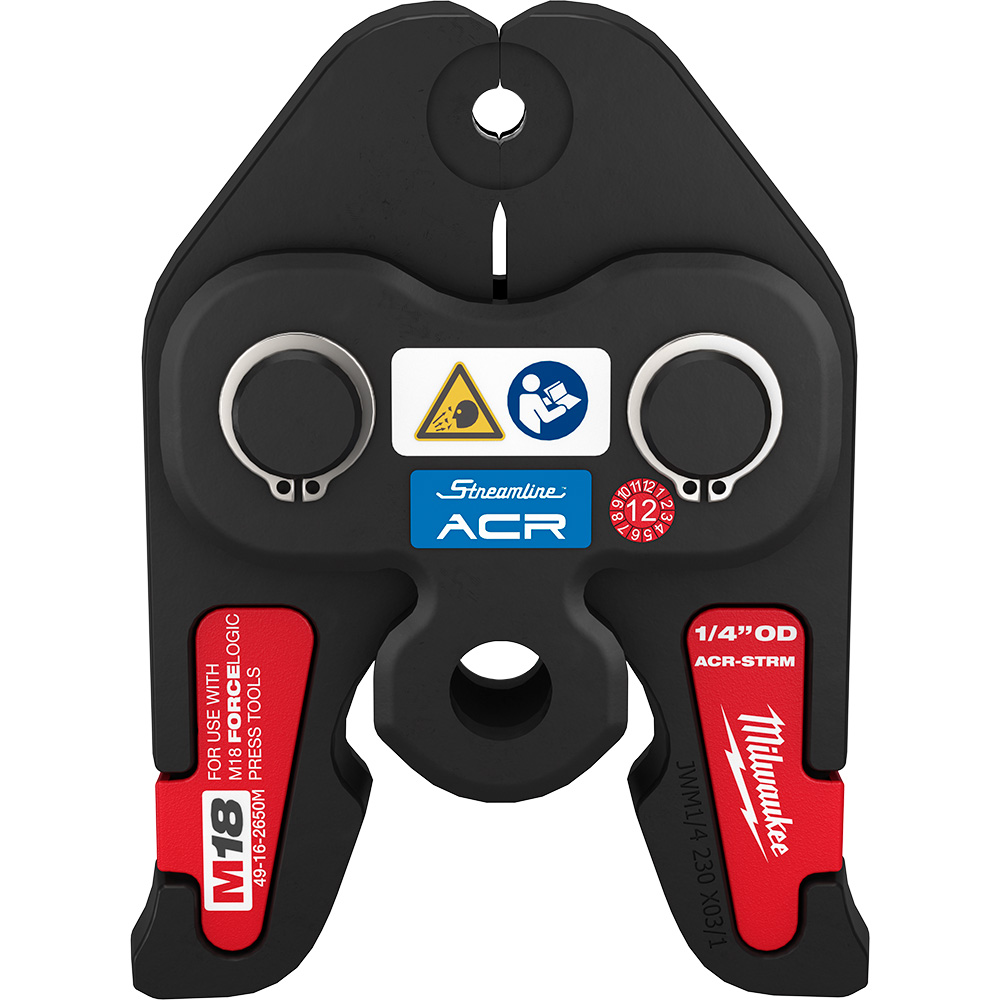 Streamline™
ACR
9 10 11 12 1 2 3 4 5 6 7 8
12
FOR USE WITH
M18 FORCELOGIC
PRESS TOOLS
M18
49-16-2650M
1/4”OD
ACR-STRM
Milwaukee
JWM1/4 230 X03/1